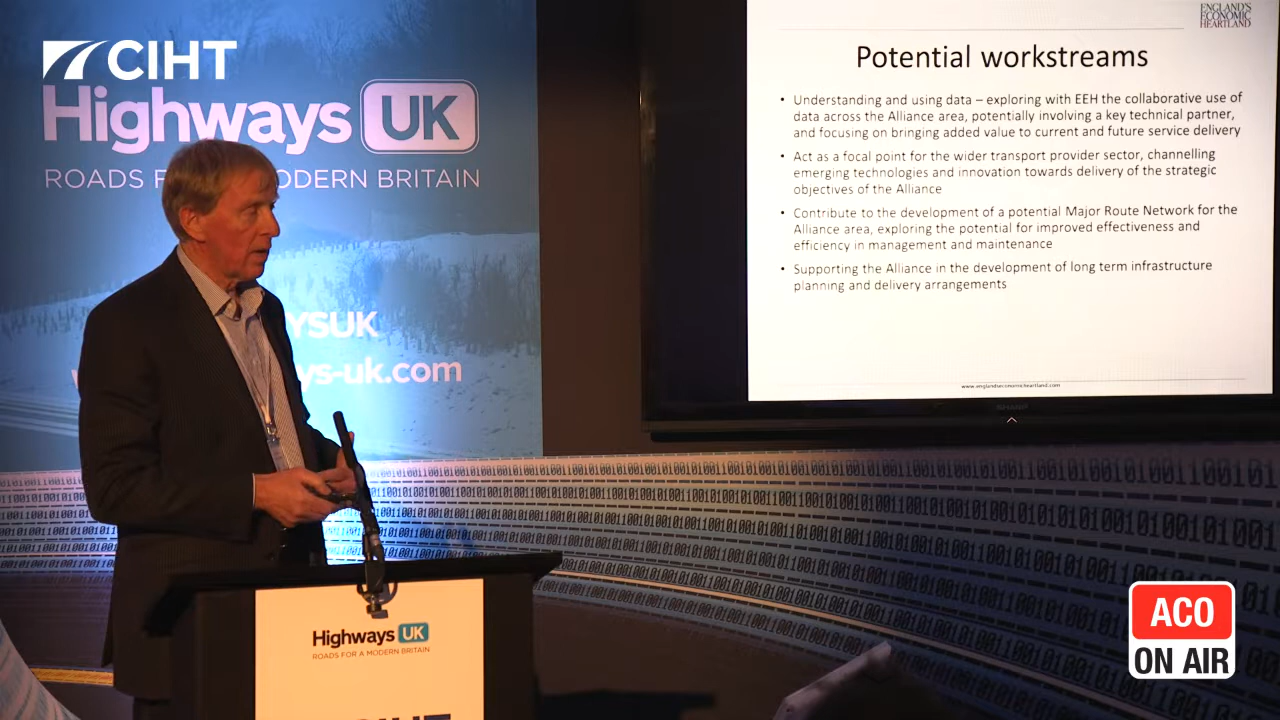 CIHT
Highways UK
ROADS F MODERN BRITAIN
YSUK
ys-uk.com
ENGLAND'S
ECONOMIC
HEARTLAND
Potential workstreams
• Understanding and using data – exploring with EEH the collaborative use of
data across the Alliance area, potentially involving a key technical partner,
and focusing on bringing added value to current and future service delivery
• Act as a focal point for the wider transport provider sector, channelling
emerging technologies and innovation towards delivery of the strategic
objectives of the Alliance
• Contribute to the development of a potential Major Route Network for the
Alliance area, exploring the potential for improved effectiveness and
efficiency in management and maintenance
• Supporting the Alliance in the development of long term infrastructure
planning and delivery arrangements
www.englandseconomicheartland.com
SHARP
Highways UK
ROADS FOR A MODERN BRITAIN
ACO
ON AIR